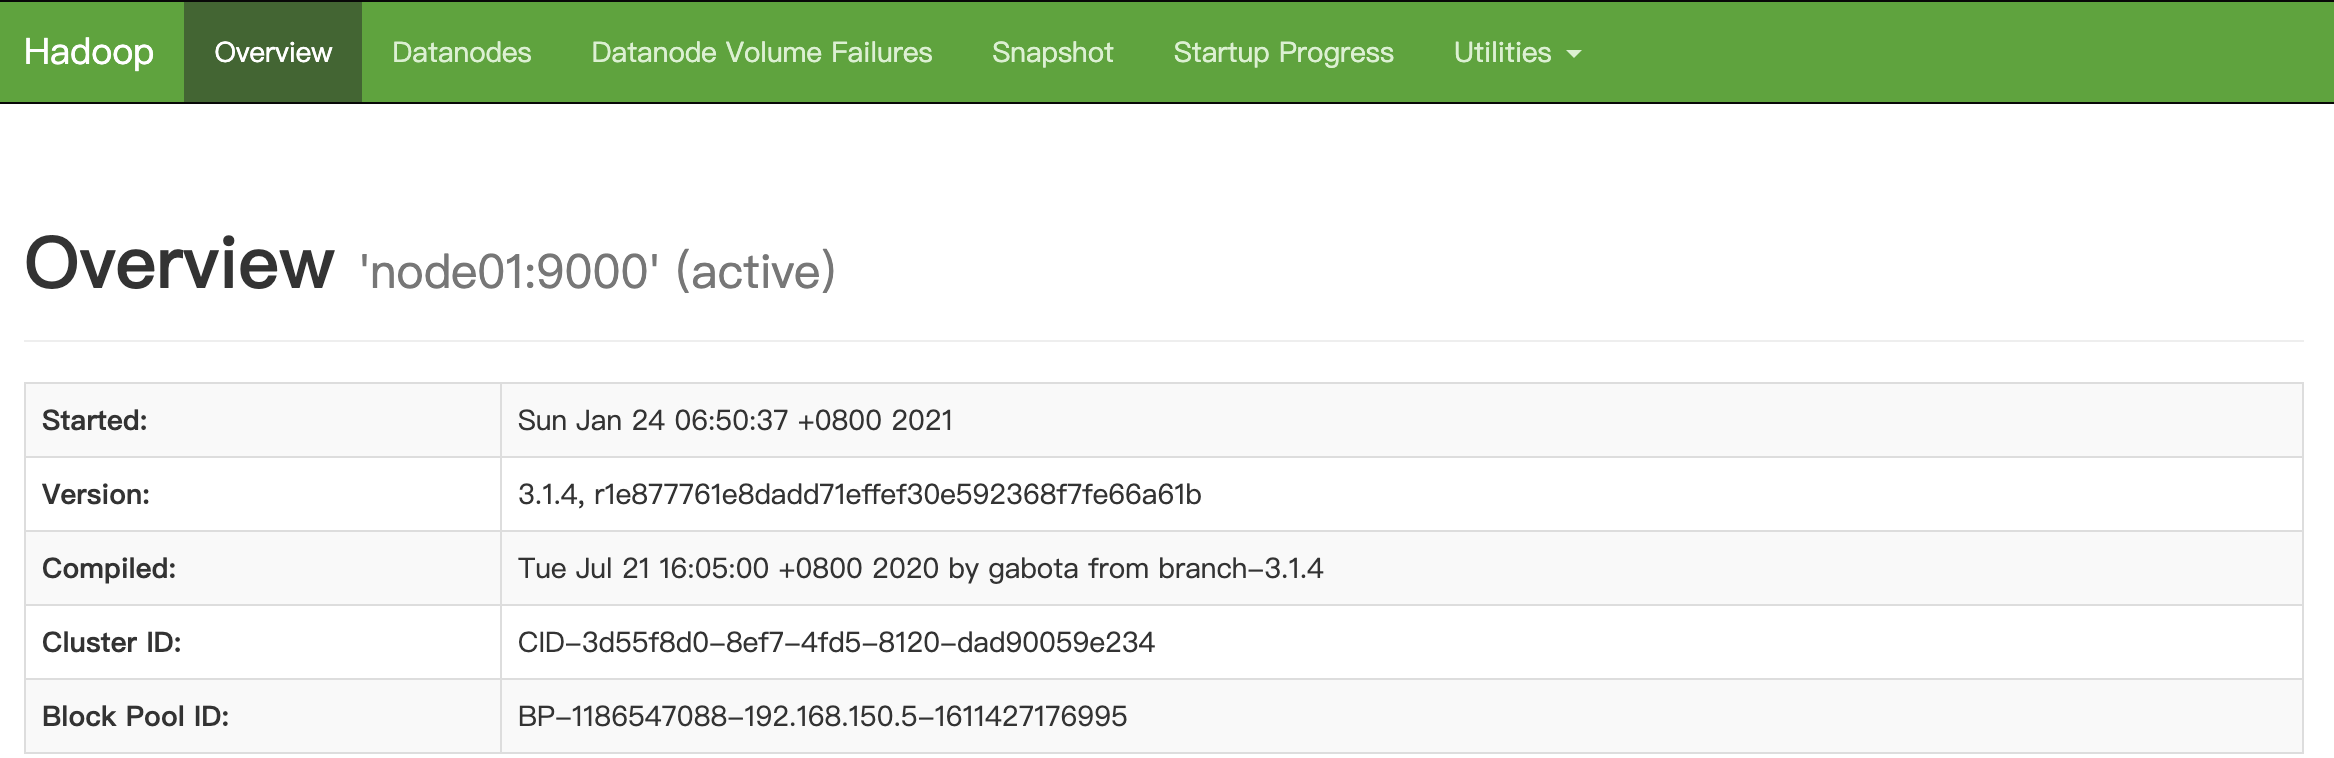 Hadoop Overview Datanodes Datanode Volume Failures Snapshot Startup Progress Utilities
Overview 'node01:9000' (active)
Started: Sun Jan 24 06:50:37 +0800 2021
Version: 3.1.4, r1e877761e8dadd71effef30e592368f7fe66a61b
Compiled: Tue Jul 21 16:05:00 +0800 2020 by gabota from branch-3.1.4
Cluster ID: CID-3d55f8d0-8ef7-4fd5-8120-dad90059e234
Block Pool ID: BP-1186547088-192.168.150.5-1611427176995